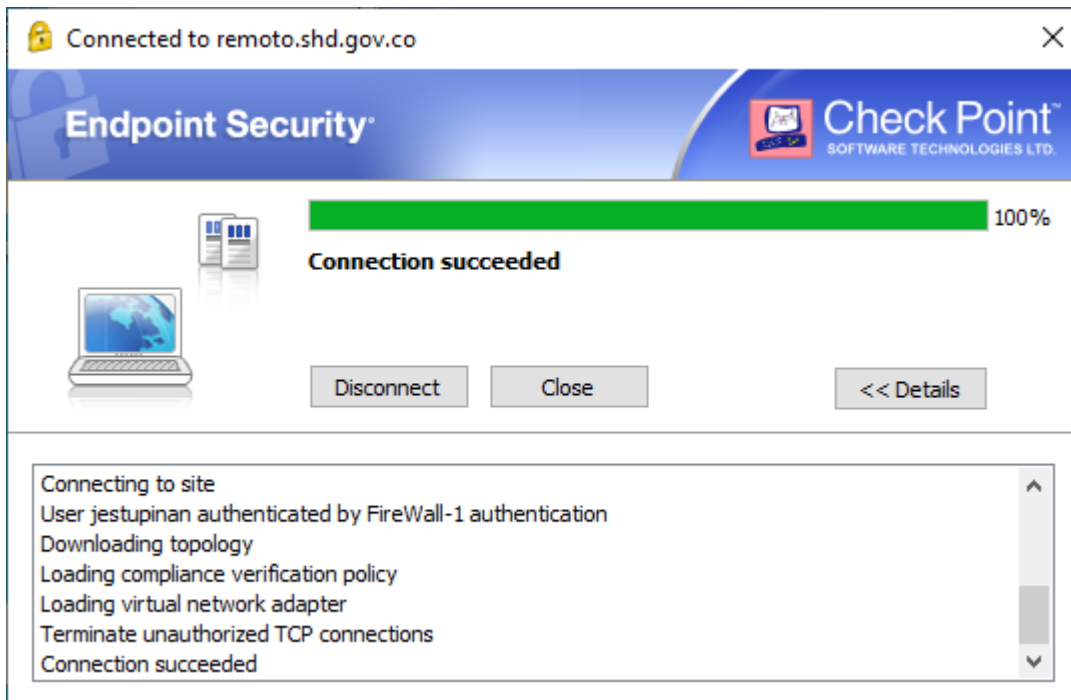 Connected to remoto.shd.gov.co
Endpoint Security
Check Point™
SOFTWARE TECHNOLOGIES LTD.
100%
Connection succeeded
Disconnect
Close
<< Details
Connecting to site
User jestupinan authenticated by FireWall-1 authentication
Downloading topology
Loading compliance verification policy
Loading virtual network adapter
Terminate unauthorized TCP connections
Connection succeeded